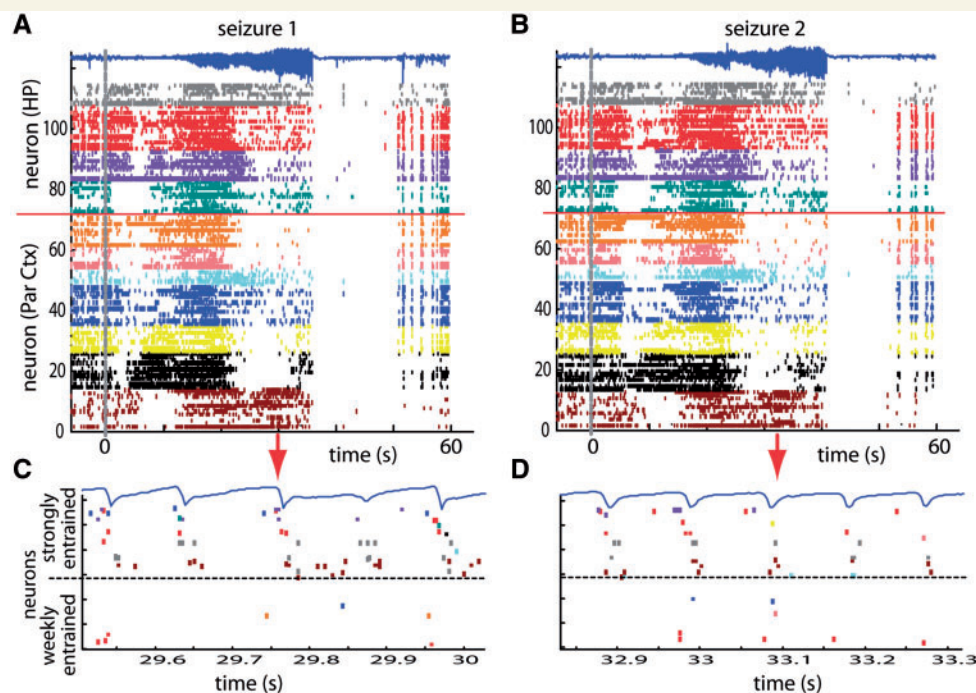 A
seizure 1
neuron (HP)
100
80
60
neuron (Par Ctx)
40
20
0
0
60
time (s)
B
seizure 2
100
80
60
40
20
0
0
60
time (s)
C
neurons
strongly
entrained
weekly
entrained
29.6
29.7
29.8
29.9
30
time (s)
D
32.9
33
33.1
33.2
33.3
time (s)